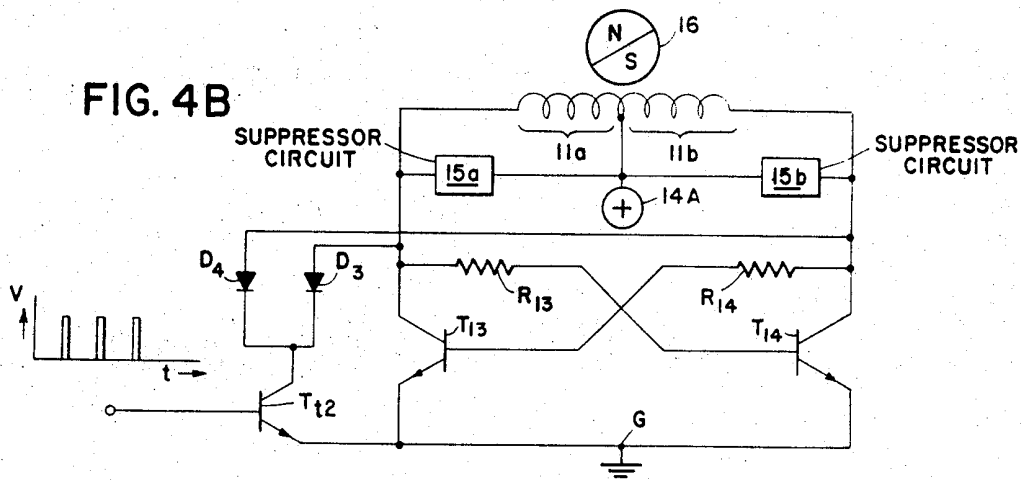 16
N
S
FIG. 4B
SUPPRESSOR
CIRCUIT
11a
11b
SUPPRESSOR
CIRCUIT
15a
15b
+
14A
D4
D3
R13
R14
V
T13
T14
t
Tt2
G